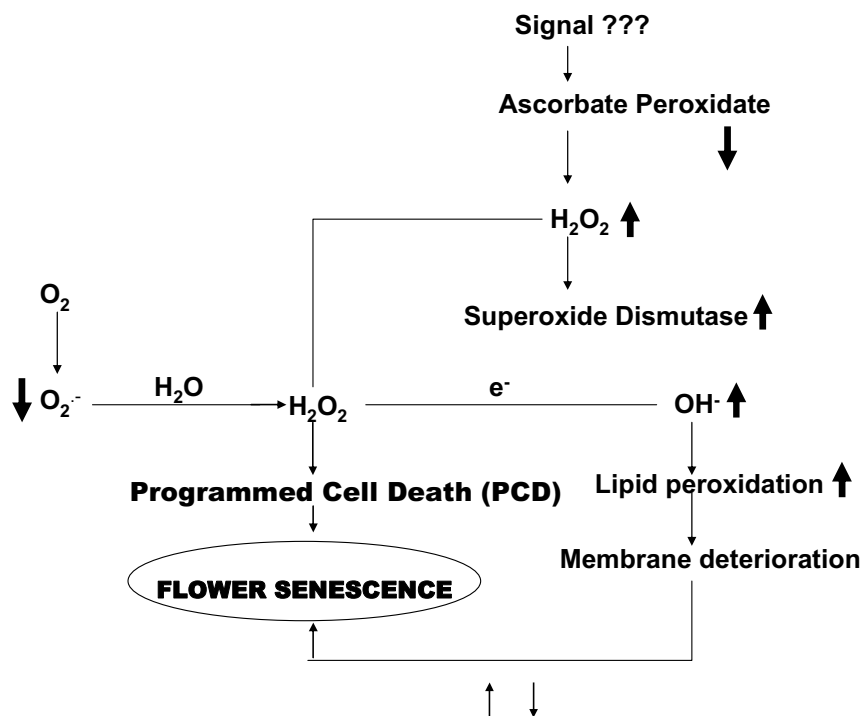 Signal ???
Ascorbate Peroxidate
H₂O₂
O₂
Superoxide Dismutase
O₂·⁻
H₂O
H₂O₂
e⁻
OH⁻
Programmed Cell Death (PCD)
Lipid peroxidation
Membrane deterioration
FLOWER SENESCENCE